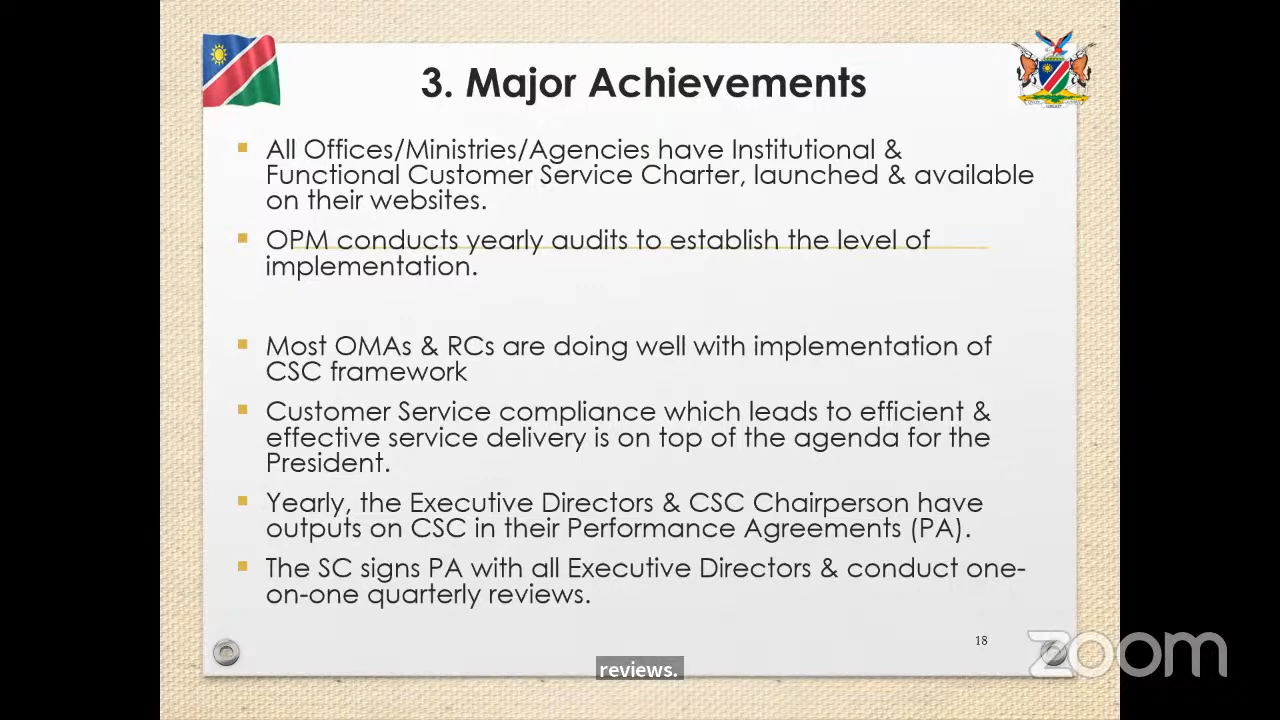 3. Major Achievements
All Offices/Ministries/Agencies have Institutional &
Functional Customer Service Charter, launched & available
on their websites.
OPM conducts yearly audits to establish the level of
implementation.
Most OMAs & RCs are doing well with implementation of
CSC framework
Customer Service compliance which leads to efficient &
effective service delivery is on top of the agenda for the
President.
Yearly, the Executive Directors & CSC Chairperson have
outputs on CSC in their Performance Agreements (PA).
The SC signs PA with all Executive Directors & conduct one-
on-one quarterly reviews.
18
zoom
reviews.